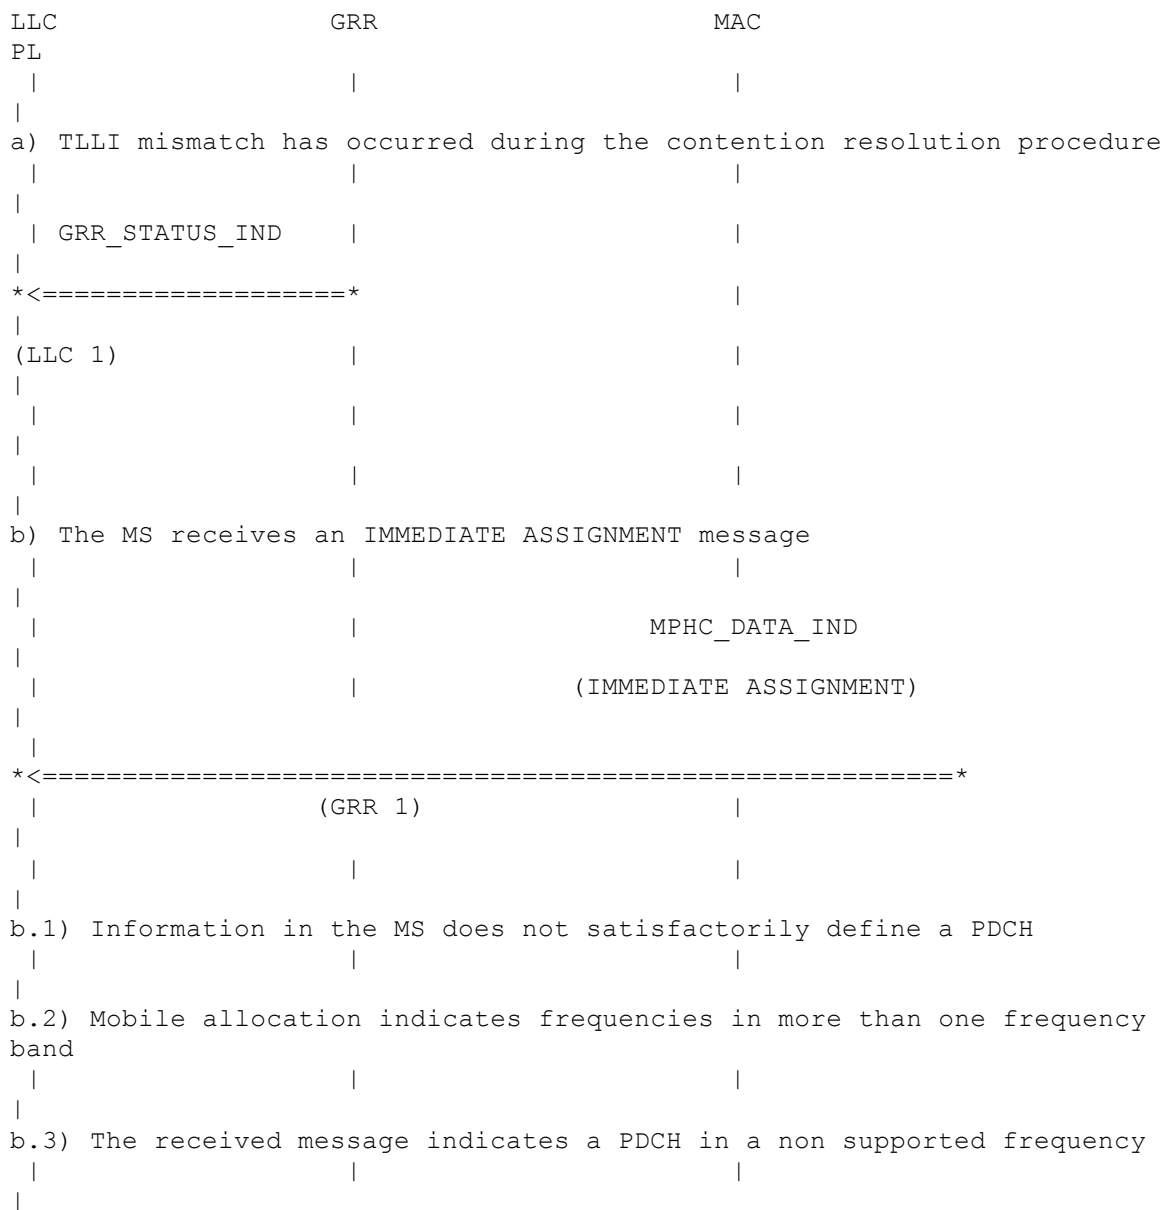 LLC                 GRR                     MAC
PL
 |                   |                       |
|
a) TLLI mismatch has occurred during the contention resolution procedure
 |                   |                       |
|
 | GRR_STATUS_IND    |                       |
|
*<===================*                       |
|
(LLC 1)              |                       |
|
 |                   |                       |
|
 |                   |                       |
|
b) The MS receives an IMMEDIATE ASSIGNMENT message
 |                   |                       |
|
 |                   |                  MPHC_DATA_IND
|
 |                   |             (IMMEDIATE ASSIGNMENT)
|
 |
*<=========================================================*
 |                 (GRR 1)                   |
|
 |                   |                       |
|
b.1) Information in the MS does not satisfactorily define a PDCH
 |                   |                       |
|
b.2) Mobile allocation indicates frequencies in more than one frequency
band
 |                   |                       |
|
b.3) The received message indicates a PDCH in a non supported frequency
 |                   |                       |
|